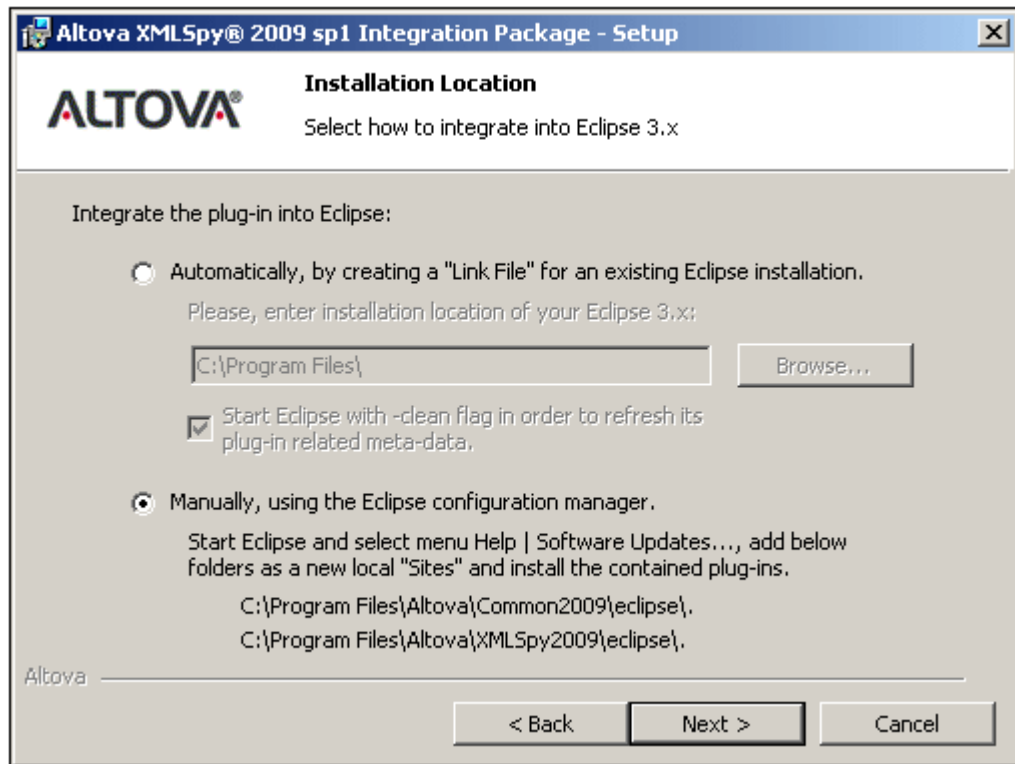 Altova XMLSpy® 2009 sp1 Integration Package - Setup
ALTOVA®
Installation Location
Select how to integrate into Eclipse 3.x
Integrate the plug-in into Eclipse:
Automatically, by creating a "Link File" for an existing Eclipse installation.
Please, enter installation location of your Eclipse 3.x:
C:\Program Files\
Browse...
Start Eclipse with -clean flag in order to refresh its
plug-in related meta-data.
Manually, using the Eclipse configuration manager.
Start Eclipse and select menu Help | Software Updates..., add below
folders as a new local "Sites" and install the contained plug-ins.
C:\Program Files\Altova\Common2009\eclipse\.
C:\Program Files\Altova\XMLSpy2009\eclipse\.
Altova
< Back
Next >
Cancel